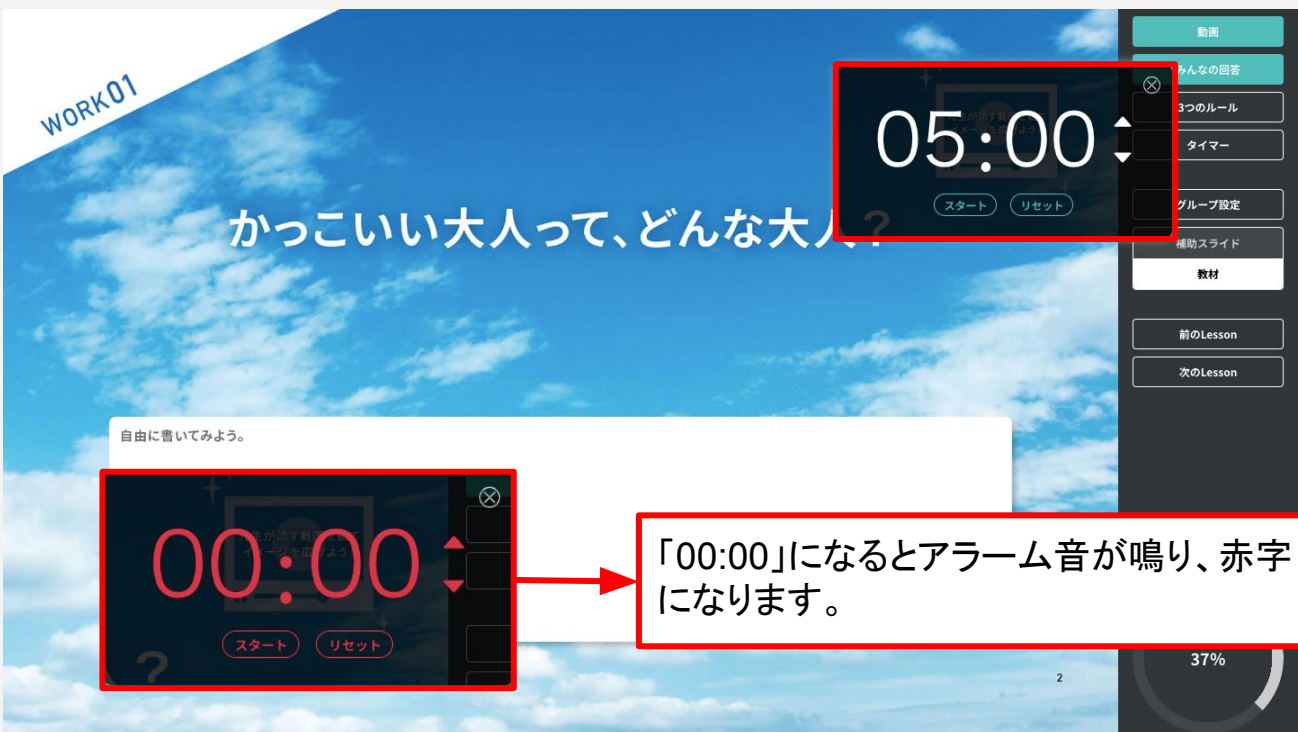 WORK01
かっこいい大人って、どんな大人?
05:00
スタート
リセット
動画
みんなの回答
3つのルール
タイマー
グループ設定
補助スライド
教材
前のLesson
次のLesson
自由に書いてみよう。
00:00
スタート
リセット
?
「00:00」になるとアラーム音が鳴り、赤字
になります。
37%
2